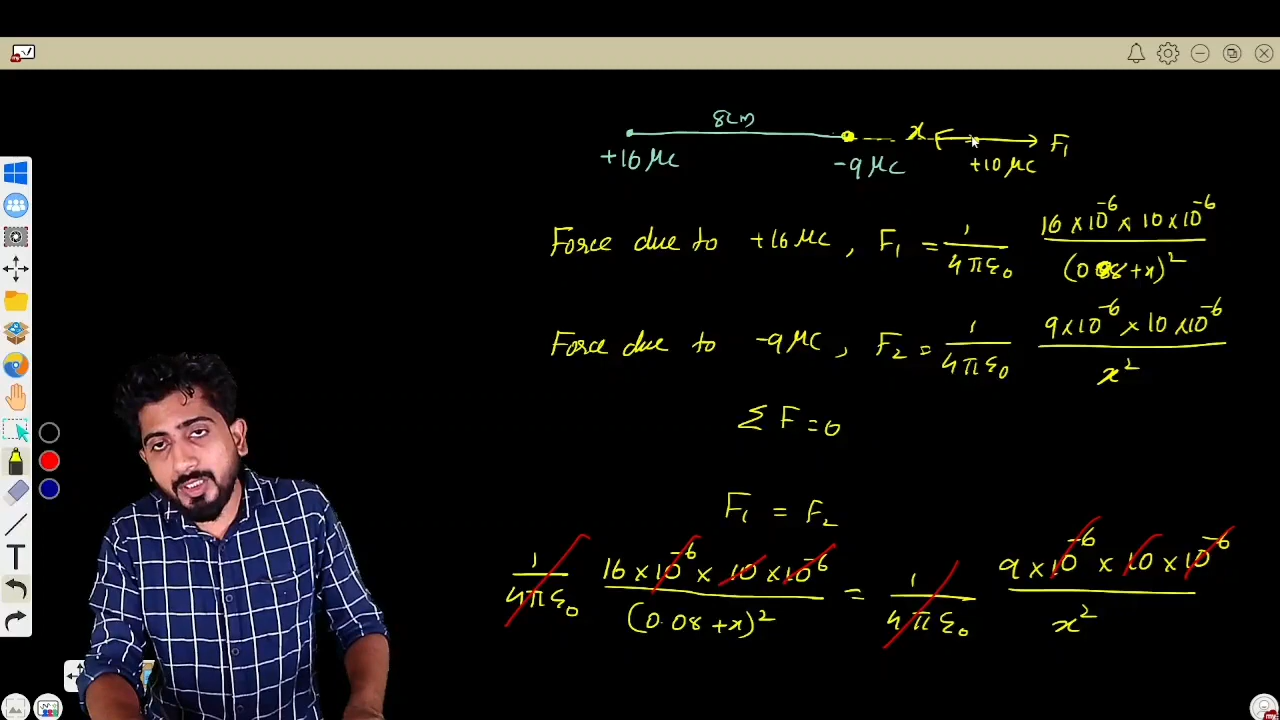 8cm x F₁
+16 μC -9 μC +10 μC
Force due to +16 μC , F₁ = 1/4πε₀ 16 × 10⁻⁶ × 10 × 10⁻⁶/(0.08 + x)²
Force due to -9 μC , F₂ = 1/4πε₀ 9 × 10⁻⁶ × 10 × 10⁻⁶/x²
Σ F = 0
F₁ = F₂
1/4πε₀ 16 × 10⁻⁶ × 10 × 10⁻⁶/(0.08 + x)² = 1/4πε₀ 9 × 10⁻⁶ × 10 × 10⁻⁶/x²